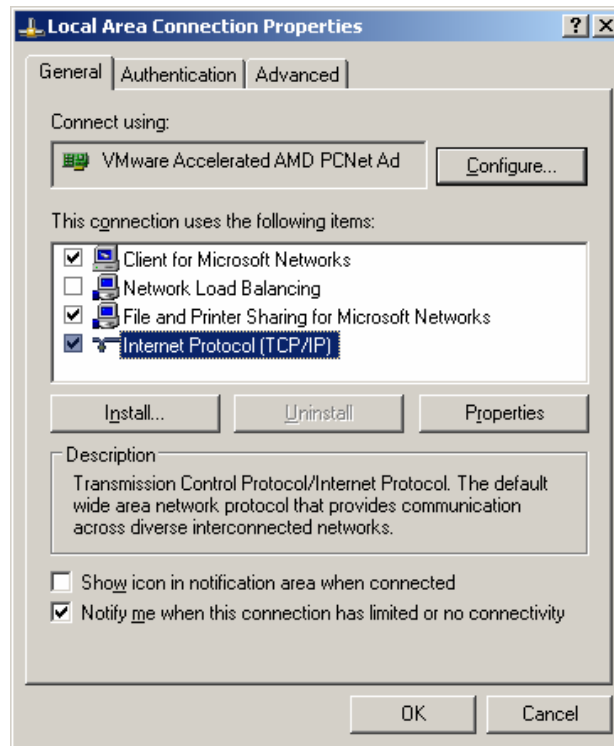 Local Area Connection Properties
General Authentication Advanced
Connect using:
VMware Accelerated AMD PCNet Ad
Configure...
This connection uses the following items:
Client for Microsoft Networks
Network Load Balancing
File and Printer Sharing for Microsoft Networks
Internet Protocol (TCP/IP)
Install... Uninstall Properties
Description
Transmission Control Protocol/Internet Protocol. The default
wide area network protocol that provides communication
across diverse interconnected networks.
Show icon in notification area when connected
Notify me when this connection has limited or no connectivity
OK Cancel